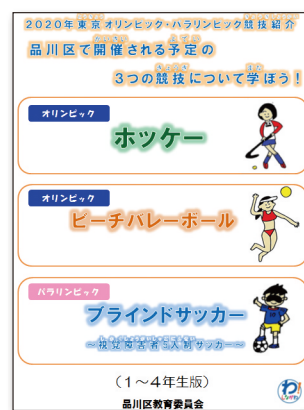 2020年東京オリンピック・パラリンピック競技紹介
品川区で開催される予定の
3つの競技について学ぼう!
オリンピック
ホッケー
オリンピック
ビーチバレーボール
パラリンピック
ブラインドサッカー
~視覚障害者5人制サッカー~
(1~4年生版)
品川区教育委員会